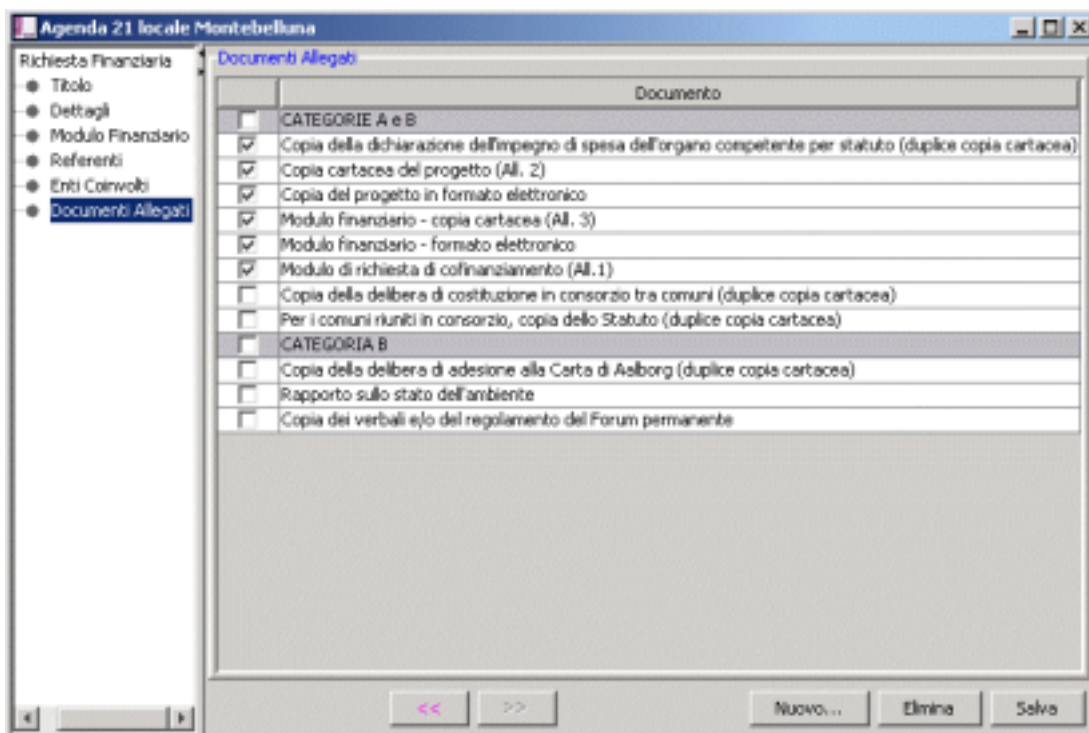 Agenda 21 locale Montebelluna
Richiesta Finanziaria
Titolo
Dettagli
Modulo Finanziario
Referenti
Enti Coinvolti
Documenti Allegati
Documenti Allegati
Documento
CATEGORIE A e B
Copia della dichiarazione dell'impegno di spesa dell'organo competente per statuto (duplice copia cartacea)
Copia cartacea del progetto (All. 2)
Copia del progetto in formato elettronico
Modulo finanziario - copia cartacea (All. 3)
Modulo finanziario - formato elettronico
Modulo di richiesta di cofinanziamento (All.1)
Copia della delibera di costituzione in consorzio tra comuni (duplice copia cartacea)
Per i comuni riuniti in consorzio, copia dello Statuto (duplice copia cartacea)
CATEGORIA B
Copia della delibera di adesione alla Carta di Aalborg (duplice copia cartacea)
Rapporto sullo stato dell'ambiente
Copia dei verbali e/o del regolamento del Forum permanente
<< >> Nuovo... Elimina Salva